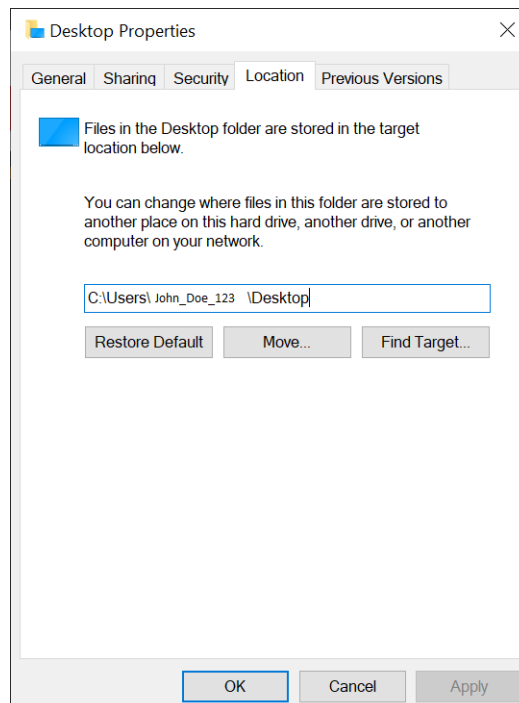 Desktop Properties
General Sharing Security Location Previous Versions
Files in the Desktop folder are stored in the target
location below.
You can change where files in this folder are stored to
another place on this hard drive, another drive, or another
computer on your network.
C:\Users\ John_Doe_123 \Desktop
Restore Default Move... Find Target...
OK Cancel Apply